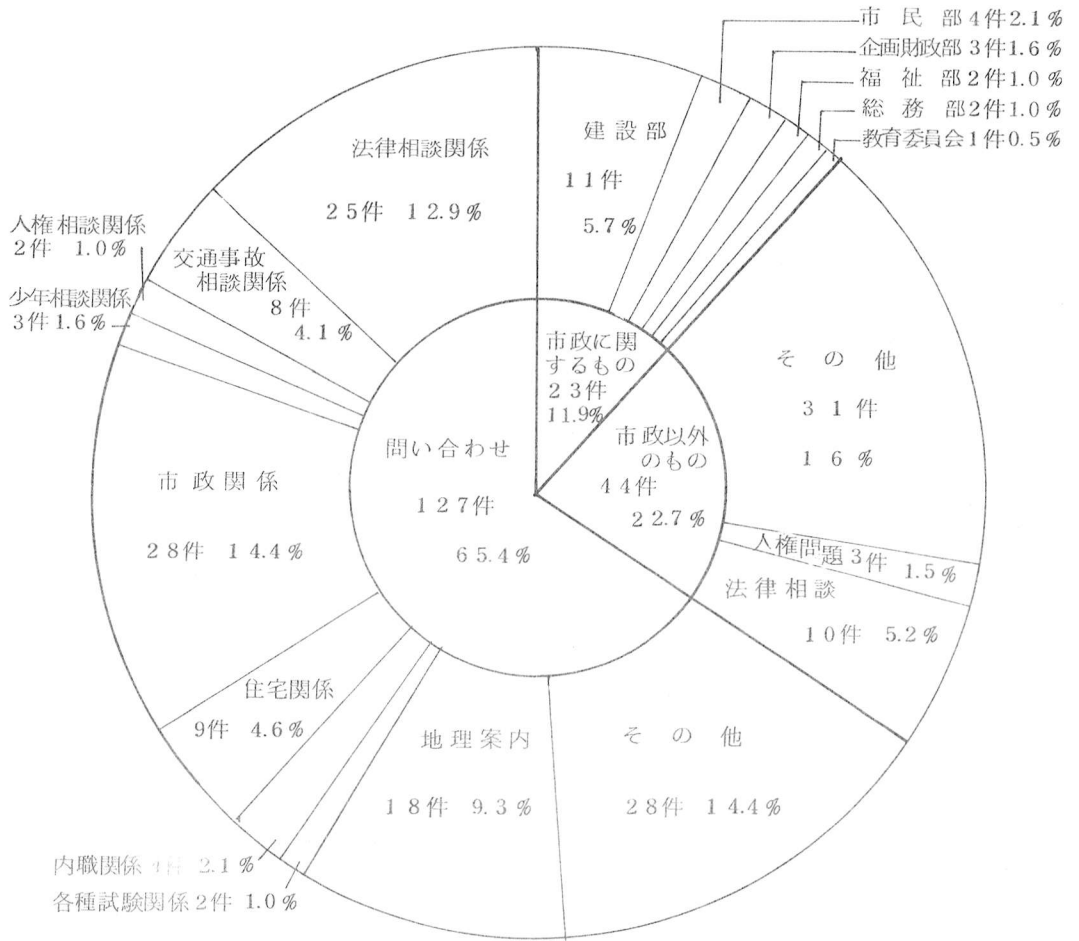 市民部4件2.1%
企画財政部3件1.6%
福祉部2件1.0%
総務部2件1.0%
教育委員会1件0.5%
建設部
11件
5.7%
法律相談関係
25件 12.9%
人権相談関係
2件 1.0%
交通事故
相談関係
8件
4.1%
少年相談関係
3件1.6%
市政に関
するもの
23件
11.9%
その他
31件
16%
市政以外
のもの
44件
22.7%
問い合わせ
127件
65.4%
市政関係
28件 14.4%
人権問題3件 1.5%
法律相談
10件 5.2%
住宅関係
9件 4.6%
地理案内
18件 9.3%
その他
28件 14.4%
内職関係 件 2.1%
各種試験関係2件 1.0%